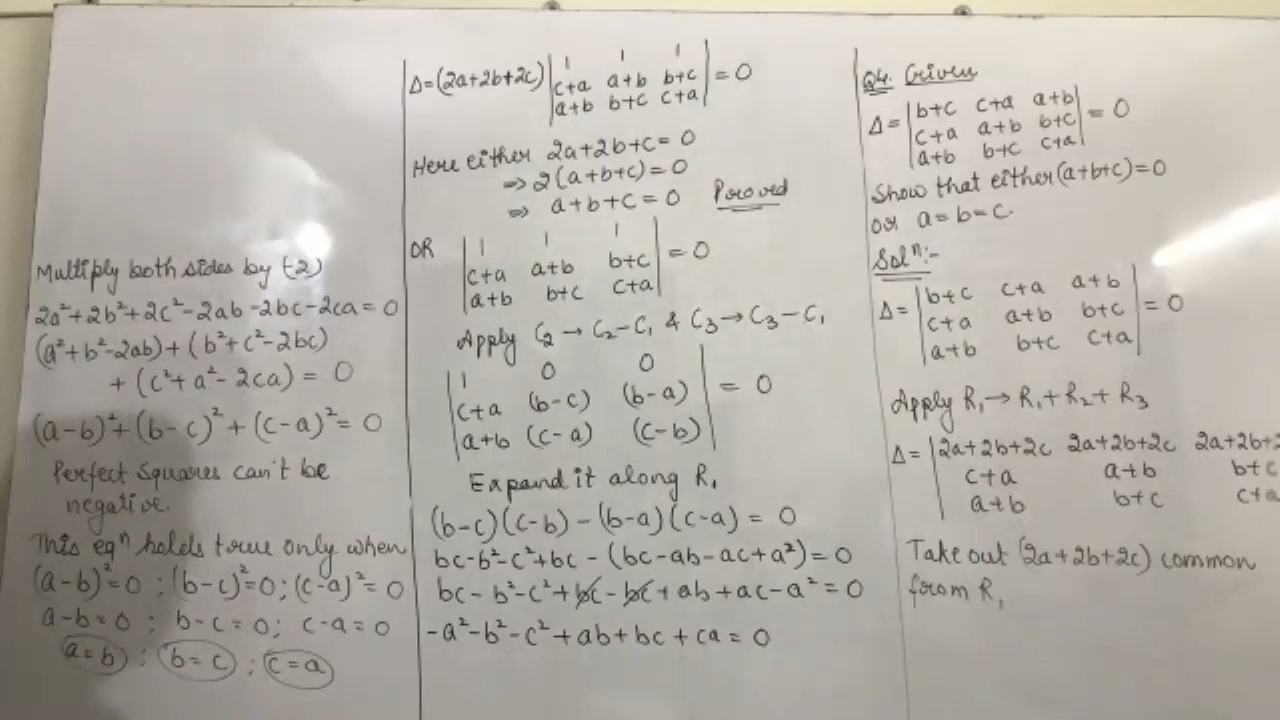 Q4. Given
Δ = |b+c c+a a+b|
|c+a a+b b+c| = 0
|a+b b+c c+a|
Show that either (a+b+c)=0
or a=b=c.
Solⁿ:-
Δ = |b+c c+a a+b|
|c+a a+b b+c| = 0
|a+b b+c c+a|
Apply R₁→ R₁+R₂+R₃
Δ = |2a+2b+2c 2a+2b+2c 2a+2b+2
c+a a+b b+c
a+b b+c c+a
Take out (2a+2b+2c) common
from R₁
Δ=(2a+2b+2c) |1 1 1|
|c+a a+b b+c| = 0
|a+b b+c c+a|
Here either 2a+2b+c = 0
⇒ 2(a+b+c)=0
⇒ a+b+c = 0 Proved
OR |1 1 1|
|c+a a+b b+c| = 0
|a+b b+c c+a|
Apply C₂→C₂-C₁ & C₃→C₃-C₁
|1 0 0|
|c+a (b-c) (b-a)| = 0
|a+b (c-a) (c-b)|
Expand it along R₁
(b-c)(c-b) - (b-a)(c-a) = 0
bc-b²-c²+bc - (bc-ab-ac+a²) = 0
bc-b²-c²+bc-bc+ab+ac-a² = 0
-a²-b²-c²+ab+bc+ca = 0
Multiply both sides by (-2)
2a²+2b²+2c²-2ab-2bc-2ca = 0
(a²+b²-2ab)+(b²+c²-2bc)
+(c²+a²-2ca) = 0
(a-b)²+(b-c)²+(c-a)² = 0
Perfect Squares can't be
negative.
This eqⁿ holds true only when
(a-b)²=0 ; (b-c)²=0 ; (c-a)²=0
a-b=0 ; b-c=0; c-a=0
a=b ; b=c ; c=a